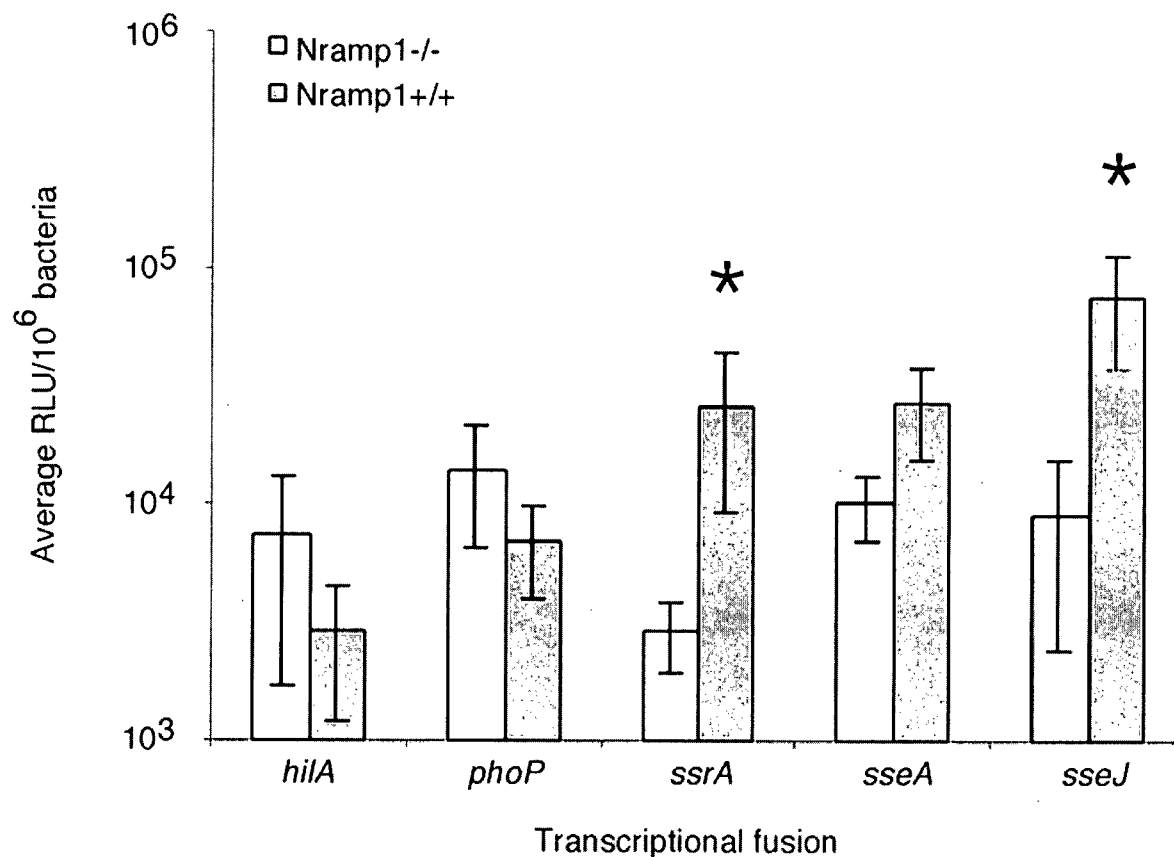 Nramp1-/-
Nramp1+/+
Average RLU/10^6 bacteria
10^6
10^5
10^4
10^3
*
*
hilA phoP ssrA sseA sseJ
Transcriptional fusion